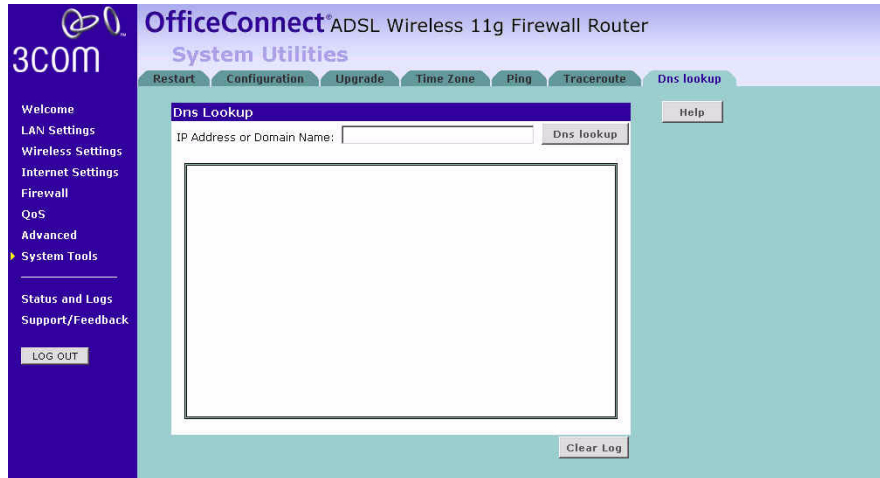 3COM
OfficeConnect® ADSL Wireless 11g Firewall Router
System Utilities
Restart Configuration Upgrade Time Zone Ping Traceroute Dns lookup
Welcome
LAN Settings
Wireless Settings
Internet Settings
Firewall
QoS
Advanced
System Tools
Status and Logs
Support/Feedback
LOG OUT
Dns Lookup
IP Address or Domain Name: Dns lookup
Clear Log
Help